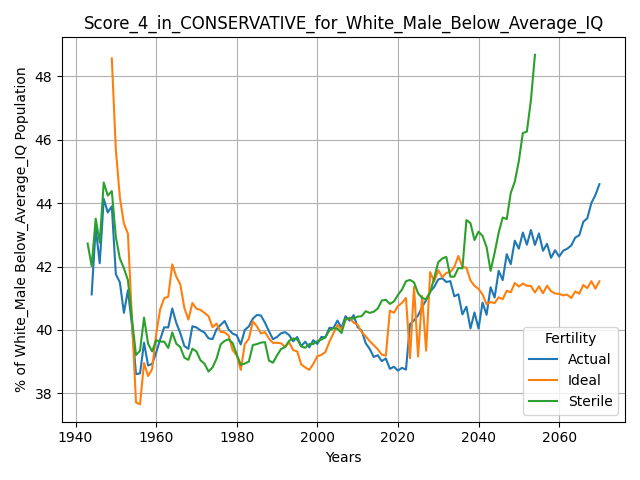 Score_4_in_CONSERVATIVE_for_White_Male_Below_Average_IQ
% of White_Male Below_Average_IQ Population
48
46
44
42
40
38
1940
1960
1980
2000
2020
2040
2060
Years
Fertility
Actual
Ideal
Sterile